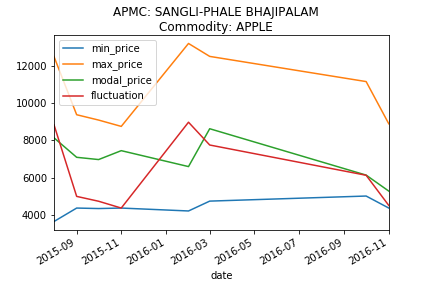 APMC: SANGLI-PHALE BHAJIPALAM
Commodity: APPLE
min_price
max_price
modal_price
fluctuation
12000
10000
8000
6000
4000
2015-09
2015-11
2016-01
2016-03
2016-05
2016-07
2016-09
2016-11
date